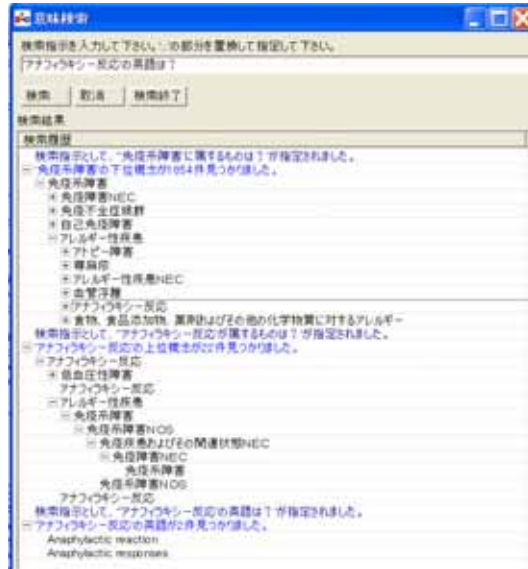 意味検索
検索指示を入力して下さい。'.'の部分を置換して指定して下さい。
'アナフィラキシー反応の英語は？
検索 取消 検索終了
検索結果
検索履歴
検索指示として、'免疫系障害に属するものは？'が指定されました。
免疫系障害の下位概念が1054件見つかりました。
免疫系障害
免疫障害NEC
免疫不全症候群
自己免疫障害
アレルギー性疾患
アトピー障害
蕁麻疹
アレルギー性疾患NEC
血管浮腫
アナフィラキシー反応
食物、食品添加物、薬剤およびその他の化学物質に対するアレルギー
検索指示として、'アナフィラキシー反応が属するものは？'が指定されました。
アナフィラキシー反応の上位概念が22件見つかりました。
アナフィラキシー反応
低血圧性障害
アナフィラキシー反応
アレルギー性疾患
免疫系障害
免疫系障害NOS
免疫疾患およびその関連状態NEC
免疫障害NEC
免疫系障害
免疫系障害NOS
アナフィラキシー反応
検索指示として、'アナフィラキシー反応の英語は？'が指定されました。
アナフィラキシー反応の英語が2件見つかりました。
Anaphylactic reaction
Anaphylactic responses